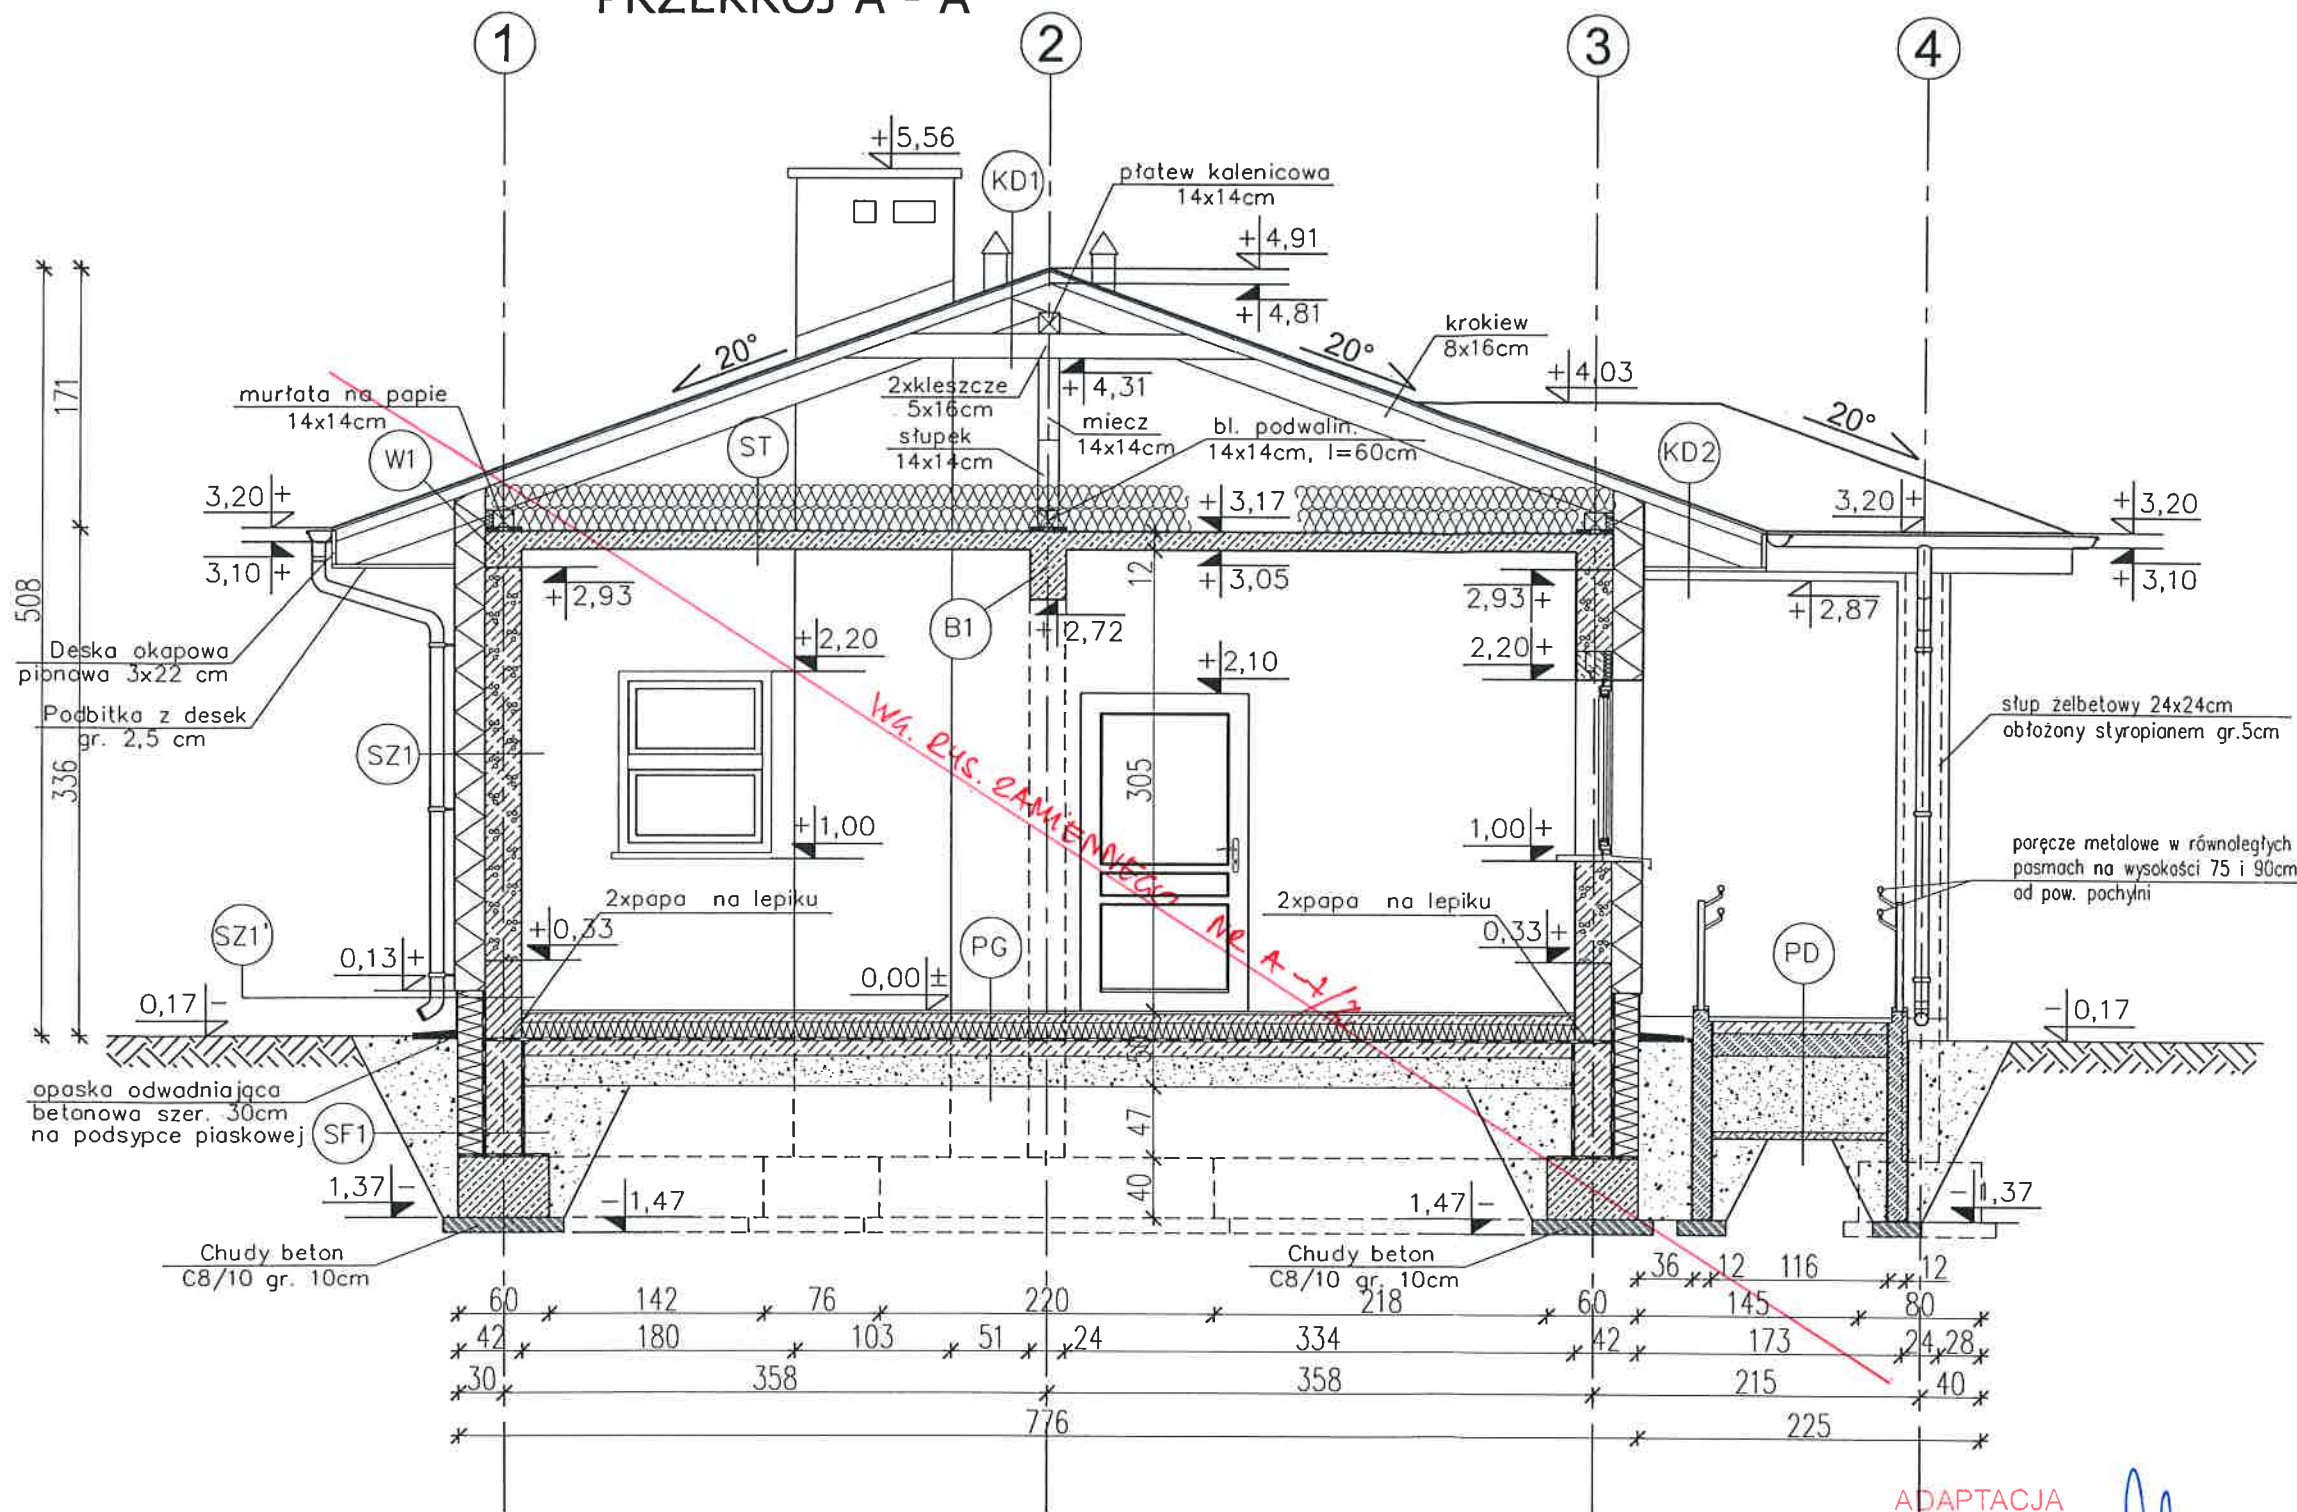 PRZEKRÓJ A - A
1
2
3
4
+5,56
KD1
płatew kalenicowa
14x14cm
+4,91
+4,81
krokiew
8x16cm
20°
20°
20°
+4,03
murłata na papie
14x14cm
2xkleszcze
5x16cm
+4,31
miecz
14x14cm
słupek
14x14cm
bl. podwalin.
14x14cm, l=60cm
W1
ST
KD2
3,20+
3,10+
+3,17
+3,05
3,20+
+3,20
+3,10
+2,93
2,93+
+2,87
12
B1
+2,72
+2,20
2,20+
+2,10
171
508
336
Deska okapowa
pionowa 3x22 cm
Podbitka z desek
gr. 2,5 cm
SZ1
słup żelbetowy 24x24cm
obłożony styropianem gr.5cm
305
WG. RYS. ZAMIENNEGO NR A-
+1,00
1,00+
poręcze metalowe w równoległych
pasmach na wysokości 75 i 90cm
od pow. pochylni
2xpapa na lepiku
2xpapa na lepiku
SZ1'
+0,33
0,33+
PG
PD
0,13+
0,00±
0,17-
-0,17
50
opaska odwadniająca
betonowa szer. 30cm
na podsypce piaskowej
SF1
47
40
1,37-
-1,47
1,47-
-1,37
Chudy beton
C8/10 gr. 10cm
Chudy beton
C8/10 gr. 10cm
36 12 116 12
60 142 76 220 218 60 145 80
42 180 103 51 24 334 42 173 24 28
30 358 358 215 40
776 225
ADAPTACJA